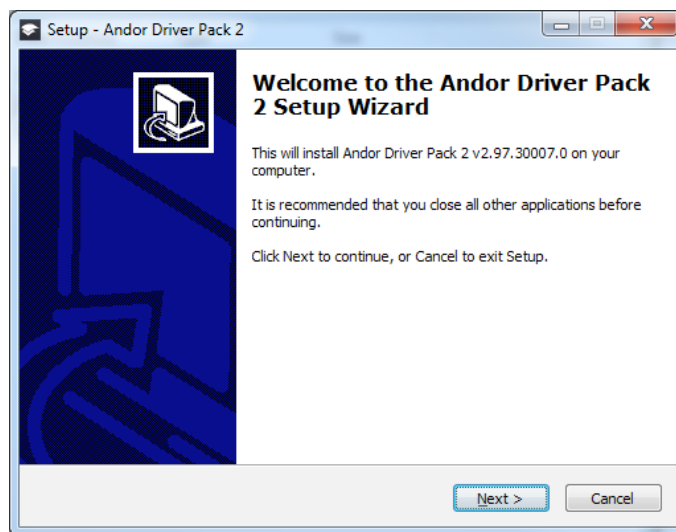 Setup - Andor Driver Pack 2
Welcome to the Andor Driver Pack
2 Setup Wizard
This will install Andor Driver Pack 2 v2.97.30007.0 on your
computer.
It is recommended that you close all other applications before
continuing.
Click Next to continue, or Cancel to exit Setup.
Next >
Cancel